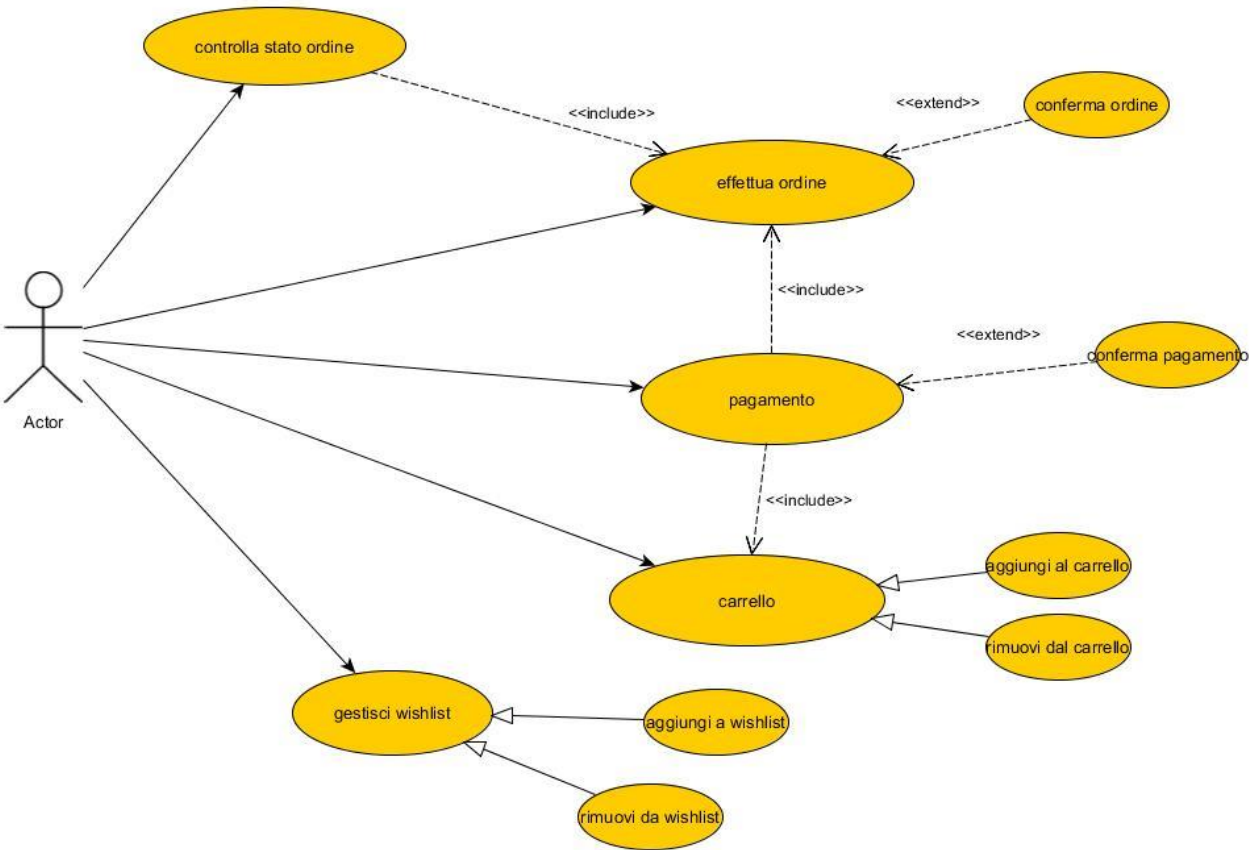 controlla stato ordine
<<include>>
<<extend>>
conferma ordine
effettua ordine
<<include>>
<<extend>>
conferma pagamento
pagamento
Actor
<<include>>
aggiungi al carrello
carrello
rimuovi dal carrello
gestisci wishlist
aggiungi a wishlist
rimuovi da wishlist